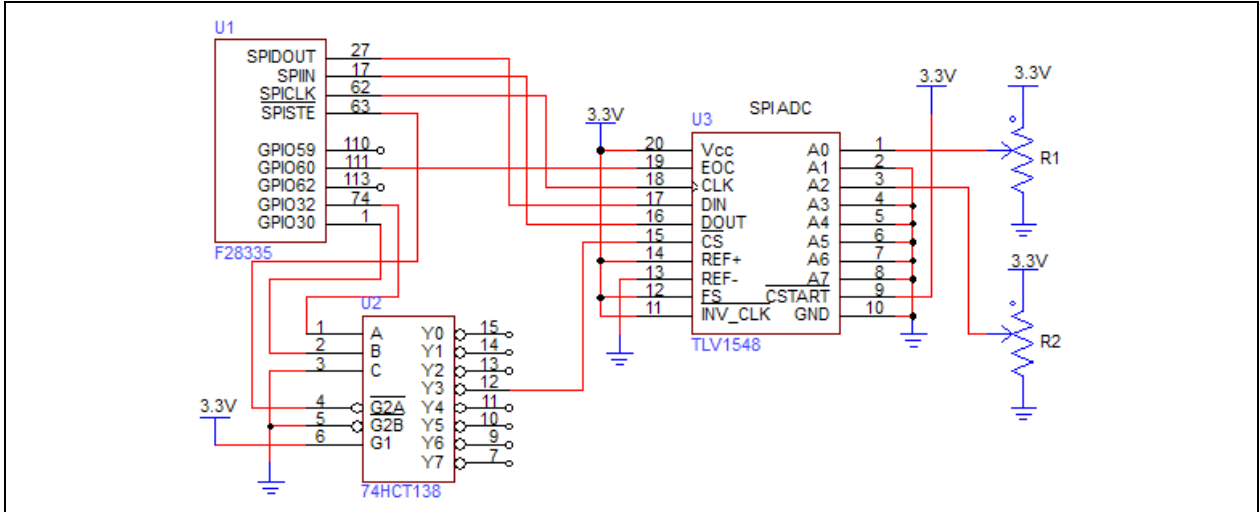 U1
SPIDOUT 27
SPIIN 17
SPICLK 62
SPISTE 63
GPIO59 110
GPIO60 111
GPIO62 113
GPIO32 74
GPIO30 1
F28335
U2
1 A Y0 15
2 B Y1 14
3 C Y2 13
Y3 12
4 G2A Y4 11
5 G2B Y5 10
6 G1 Y6 9
Y7 7
3.3V
74HCT138
3.3V
SPI ADC
U3
20 Vcc A0 1
19 EOC A1 2
18 CLK A2 3
17 DIN A3 4
16 DOUT A4 5
15 CS A5 6
14 REF+ A6 7
13 REF- A7 8
12 FS CSTART 9
11 INV_CLK GND 10
TLV1548
3.3V
3.3V
R1
3.3V
R2